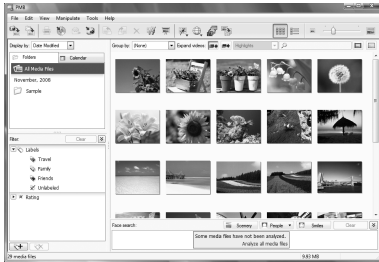 PMB
File Edit View Manipulate Tools Help
Display by: Date Modified
Group by: (None) Expand videos: Highlights
Folders Calendar
All Media Files
November, 2008
Sample
Filter Clear
Labels
Travel
Family
Friends
Unlabeled
Rating
Face search: Scenery People Smiles Clear
Some media files have not been analyzed.
Analyze all media files
29 media files 9.83 MB